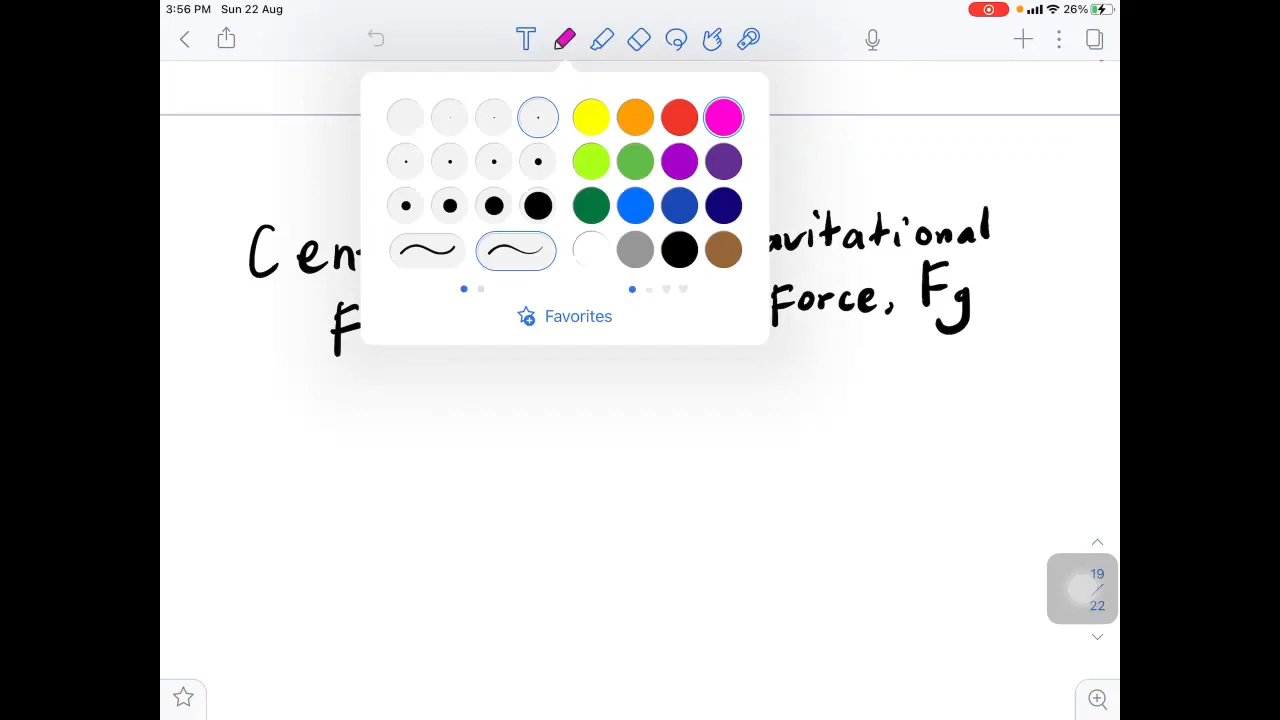 3:56 PM Sun 22 Aug
26%
T
Cen
avitational
F
Force, Fg
Favorites
19
22